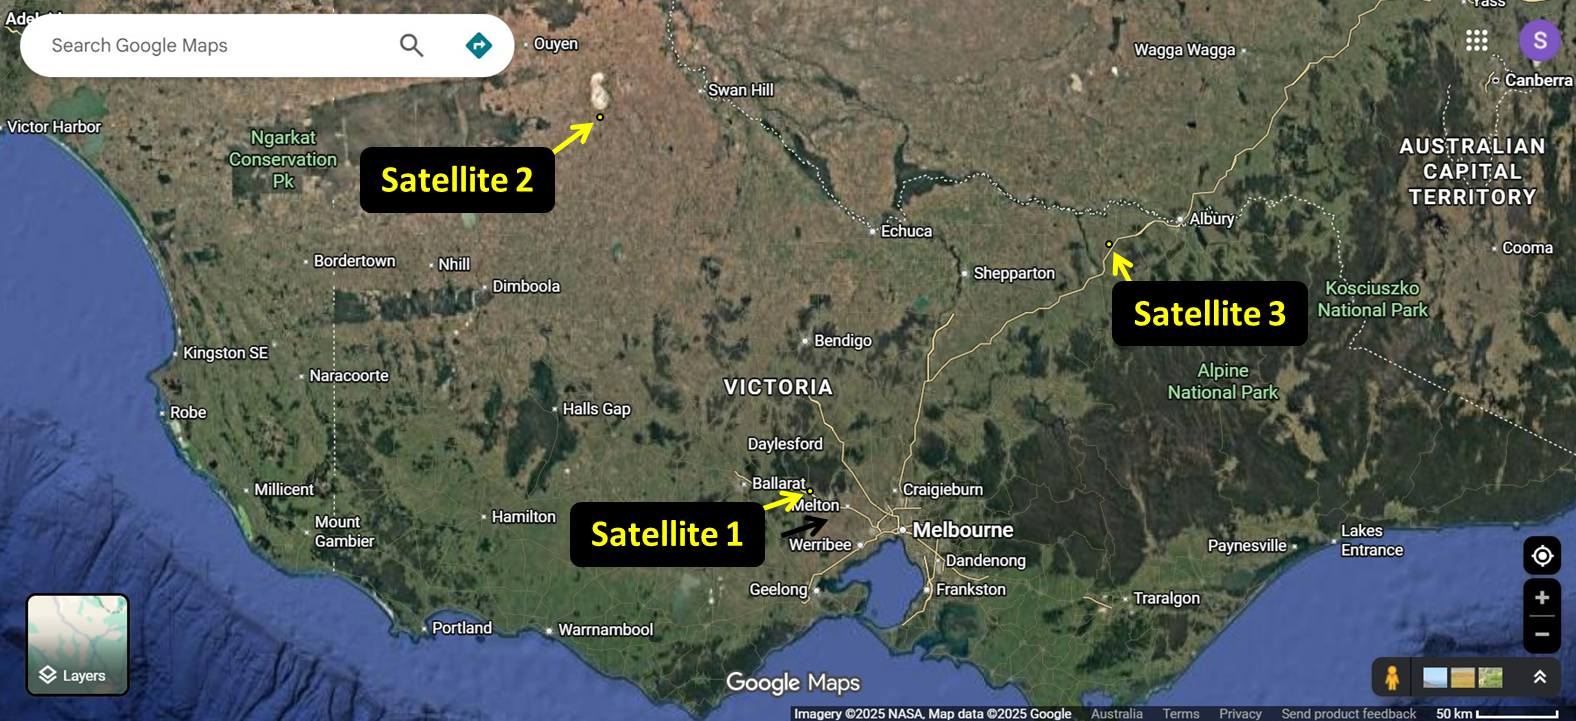 Adel
Search Google Maps
Ouyen
Swan Hill
Wagga Wagga
Yass
S
Canberra
Victor Harbor
Ngarkat
Conservation
Pk
Satellite 2
AUSTRALIAN
CAPITAL
TERRITORY
Echuca
Albury
Cooma
Bordertown
Nhill
Dimboola
Shepparton
Kosciuszko
National Park
Satellite 3
Kingston SE
Bendigo
Naracoorte
VICTORIA
Alpine
National Park
Robe
Halls Gap
Daylesford
Millicent
Ballarat
Craigieburn
Melton
Mount
Gambier
Hamilton
Satellite 1
Melbourne
Werribee
Dandenong
Paynesville
Lakes
Entrance
Geelong
Frankston
Traralgon
Portland
Warrnambool
Layers
Google Maps
Imagery ©2025 NASA, Map data ©2025 Google
Australia
Terms
Privacy
Send product feedback
50 km